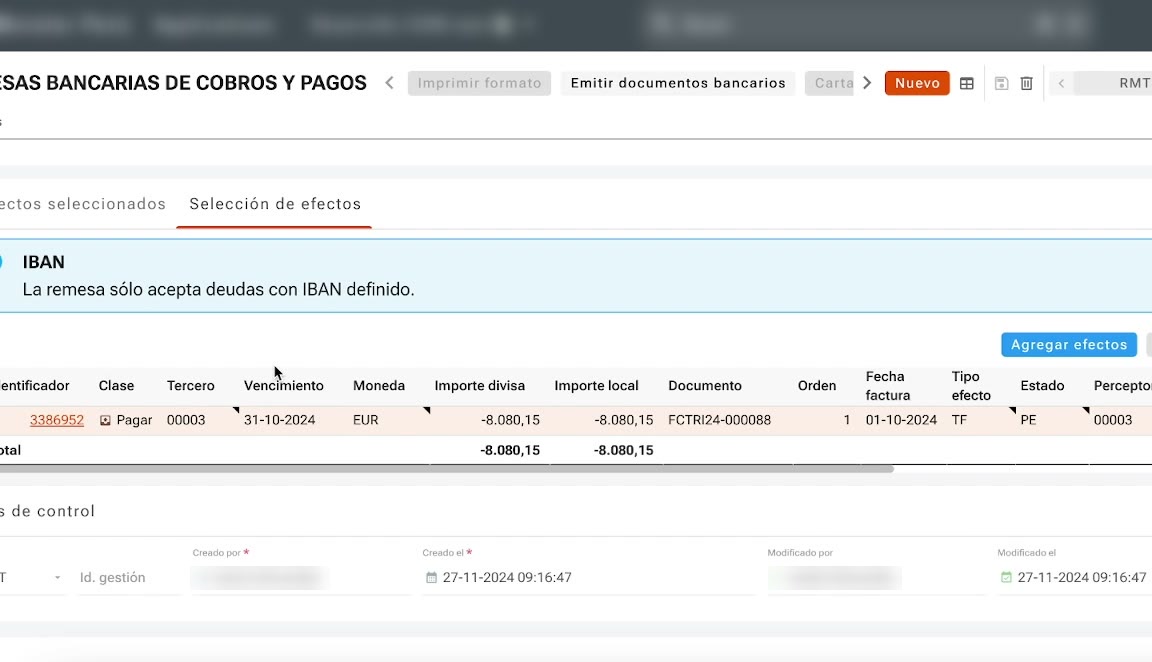 ESAS BANCARIAS DE COBROS Y PAGOS Imprimir formato Emitir documentos bancarios Carta Nuevo RMT
s
ectos seleccionados Selección de efectos
IBAN
La remesa sólo acepta deudas con IBAN definido.
Agregar efectos
entificador Clase Tercero Vencimiento Moneda Importe divisa Importe local Documento Orden Fecha factura Tipo efecto Estado Perceptor
3386952 Pagar 00003 31-10-2024 EUR -8.080,15 -8.080,15 FCTRI24-000088 1 01-10-2024 TF PE 00003
otal -8.080,15 -8.080,15
s de control
Creado por * Creado el * Modificado por Modificado el
T Id. gestión 27-11-2024 09:16:47 27-11-2024 09:16:47